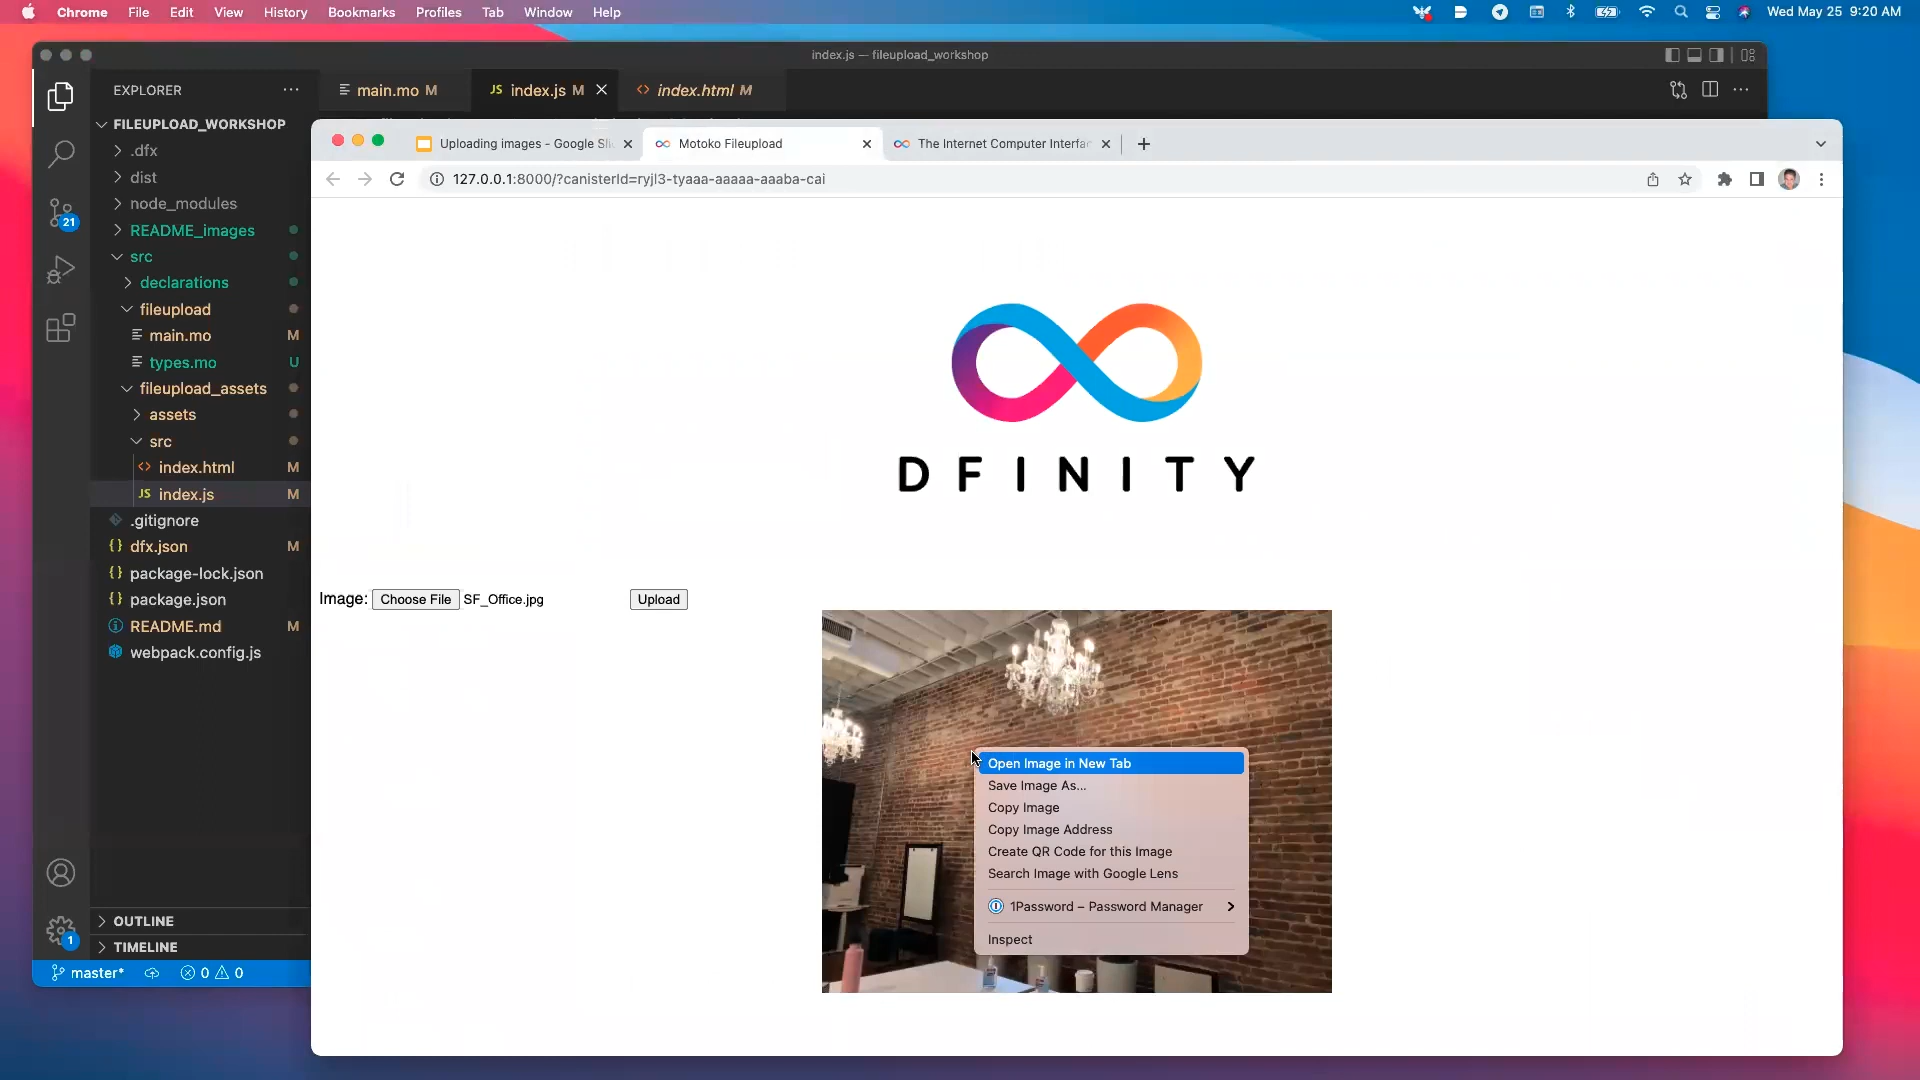 Chrome File Edit View History Bookmarks Profiles Tab Window Help Wed May 25 9:20 AM
index.js — fileupload_workshop
EXPLORER
main.mo M
JS index.js M
index.html M
FILEUPLOAD_WORKSHOP
.dfx
dist
node_modules
README_images
src
declarations
fileupload
main.mo M
types.mo U
fileupload_assets
assets
src
index.html M
JS index.js M
.gitignore
dfx.json M
package-lock.json
package.json
README.md M
webpack.config.js
21
1
OUTLINE
TIMELINE
master* 0 0
Uploading images - Google Sli
Motoko Fileupload
The Internet Computer Interfac
127.0.0.1:8000/?canisterId=ryjl3-tyaaa-aaaaa-aaaba-cai
DFINITY
Image: Choose File SF_Office.jpg Upload
Open Image in New Tab
Save Image As...
Copy Image
Copy Image Address
Create QR Code for this Image
Search Image with Google Lens
1Password – Password Manager
Inspect